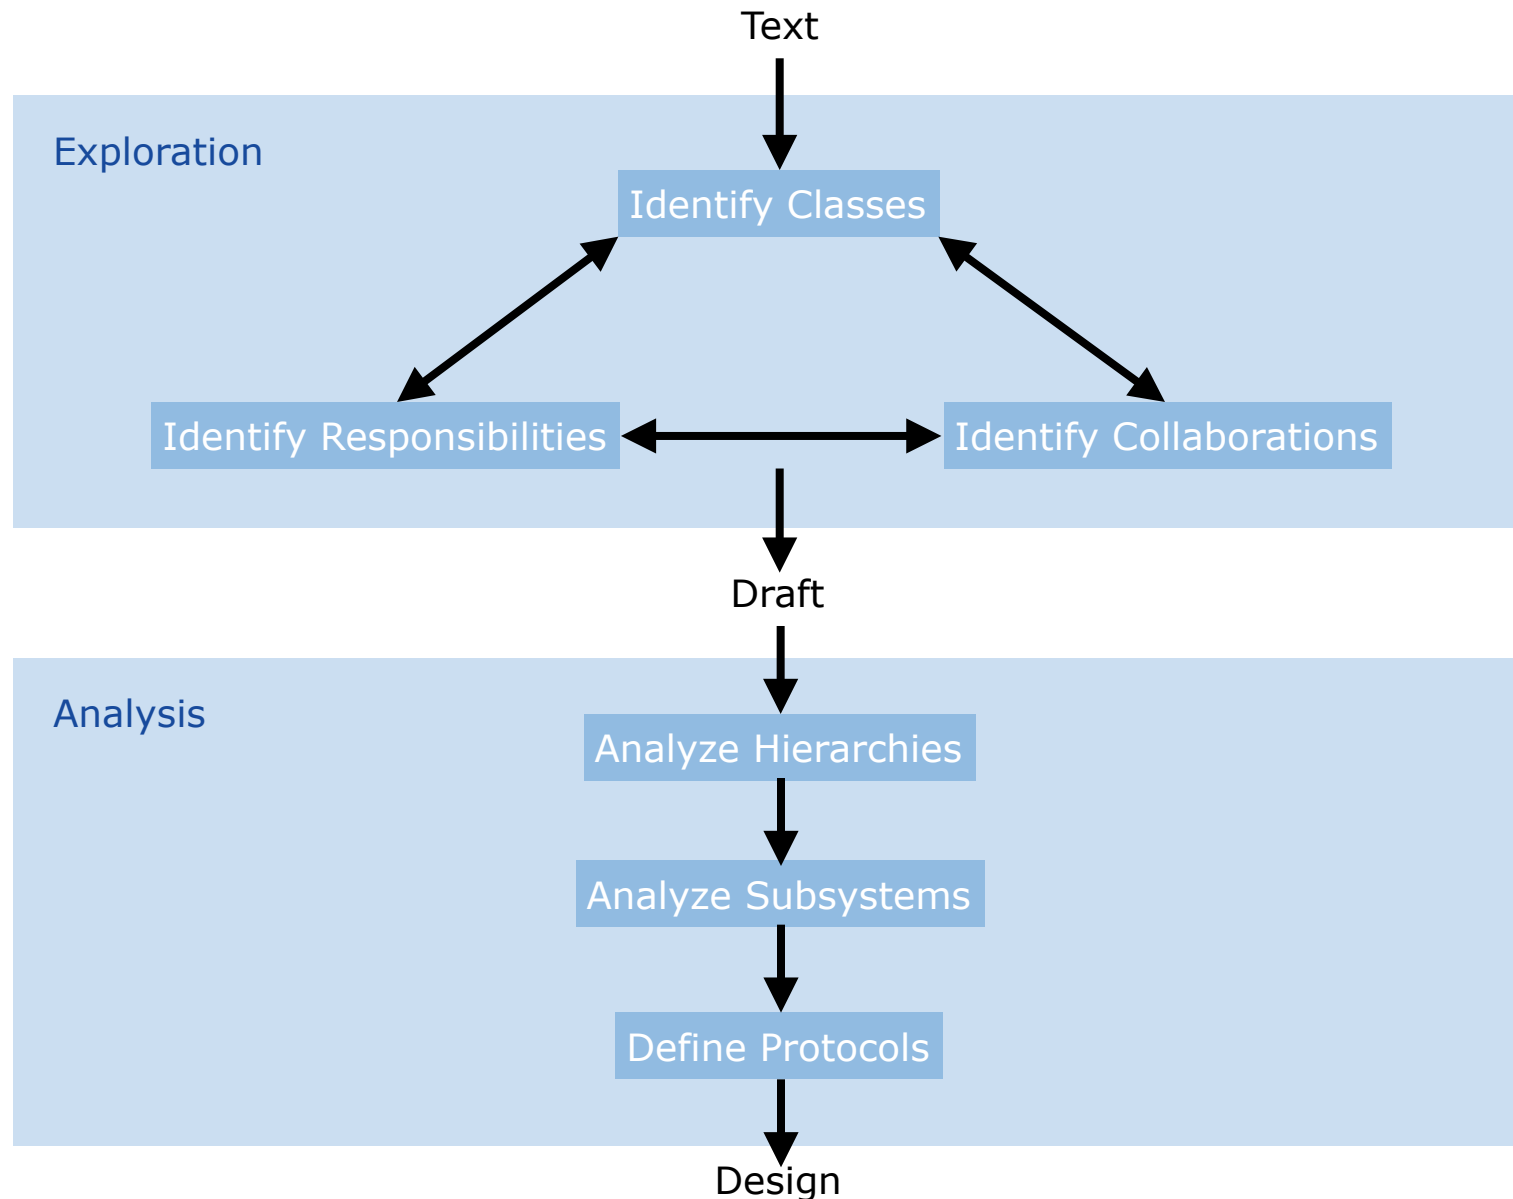 Text
Exploration
Identify Classes
Identify Responsibilities
Identify Collaborations
Draft
Analysis
Analyze Hierarchies
Analyze Subsystems
Define Protocols
Design